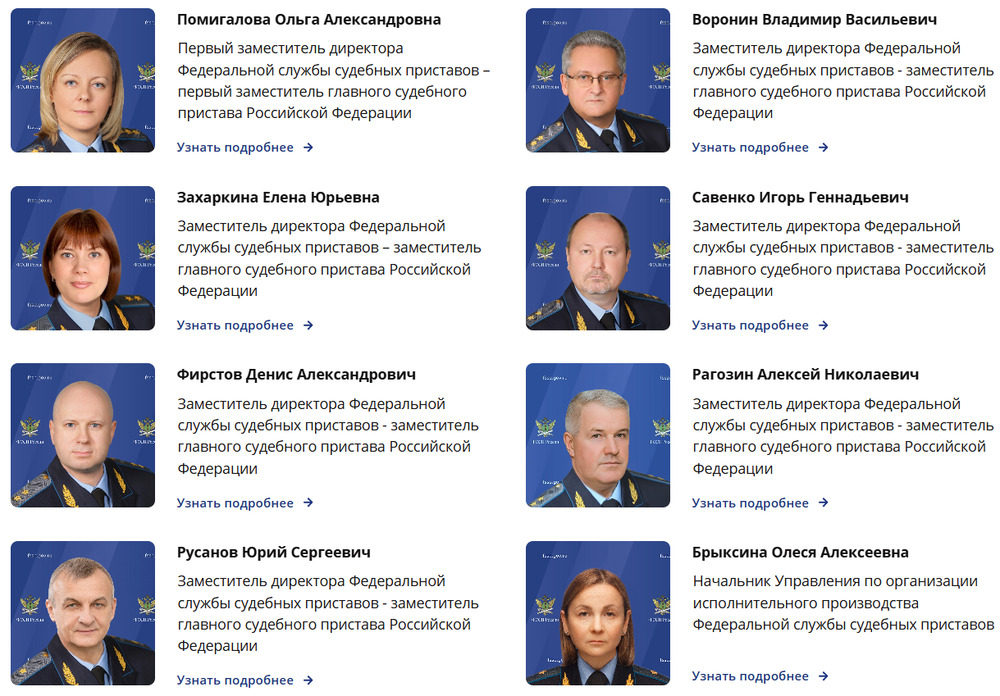 Помигалова Ольга Александровна
Первый заместитель директора
Федеральной службы судебных приставов –
первый заместитель главного судебного
пристава Российской Федерации
Узнать подробнее
Воронин Владимир Васильевич
Заместитель директора Федеральной
службы судебных приставов - заместитель
главного судебного пристава Российской
Федерации
Узнать подробнее
Захаркина Елена Юрьевна
Заместитель директора Федеральной
службы судебных приставов – заместитель
главного судебного пристава Российской
Федерации
Узнать подробнее
Савенко Игорь Геннадьевич
Заместитель директора Федеральной
службы судебных приставов - заместитель
главного судебного пристава Российской
Федерации
Узнать подробнее
Фирстов Денис Александрович
Заместитель директора Федеральной
службы судебных приставов - заместитель
главного судебного пристава Российской
Федерации
Узнать подробнее
Рагозин Алексей Николаевич
Заместитель директора Федеральной
службы судебных приставов - заместитель
главного судебного пристава Российской
Федерации
Узнать подробнее
Русанов Юрий Сергеевич
Заместитель директора Федеральной
службы судебных приставов - заместитель
главного судебного пристава Российской
Федерации
Узнать подробнее
Брыксина Олеся Алексеевна
Начальник Управления по организации
исполнительного производства
Федеральной службы судебных приставов
Узнать подробнее